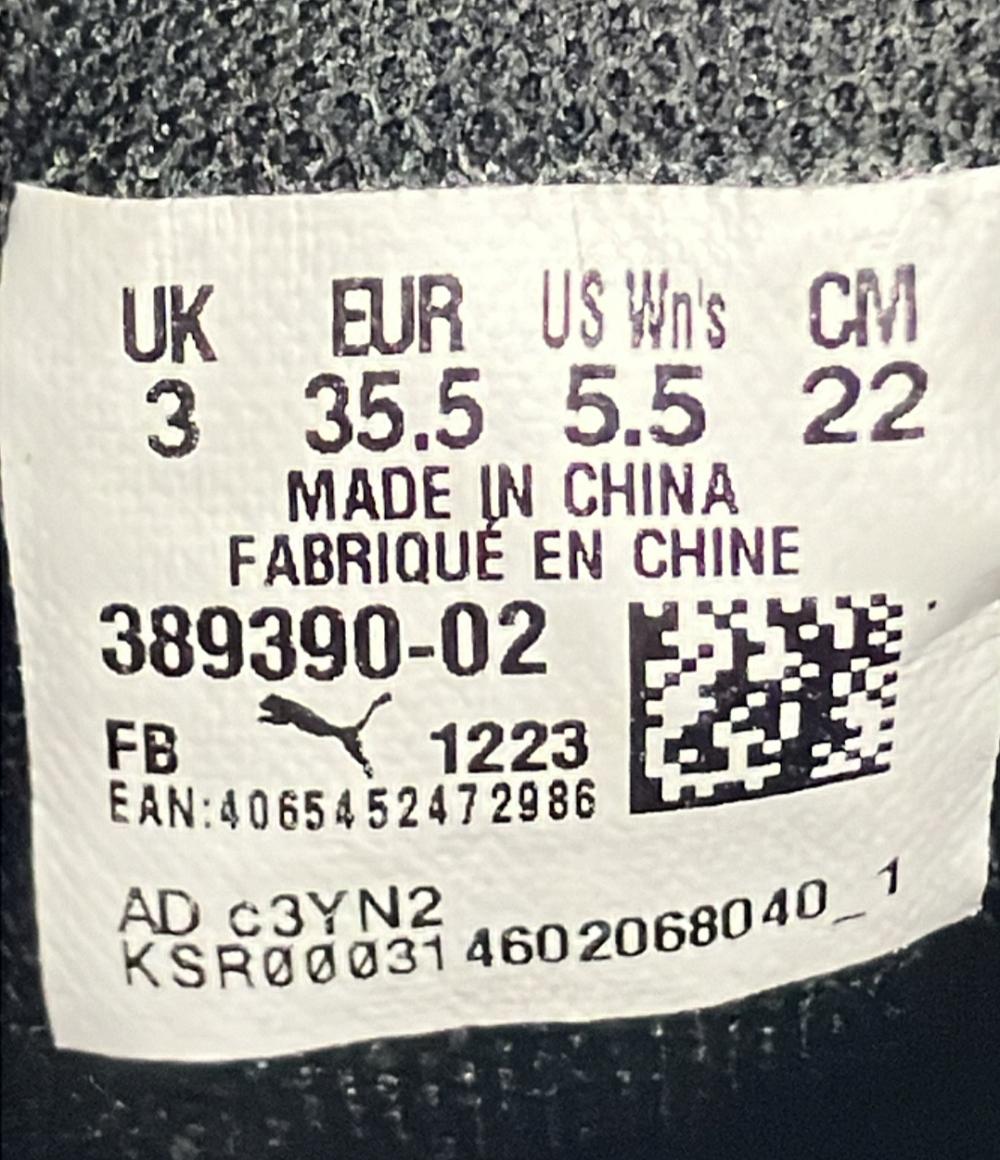 UK EUR US Wn's CM
3 35.5 5.5 22
MADE IN CHINA
FABRIQUÉ EN CHINE
389390-02
FB 1223
EAN:4065452472986
AD c3YN2
KSR00031 4602068040_1